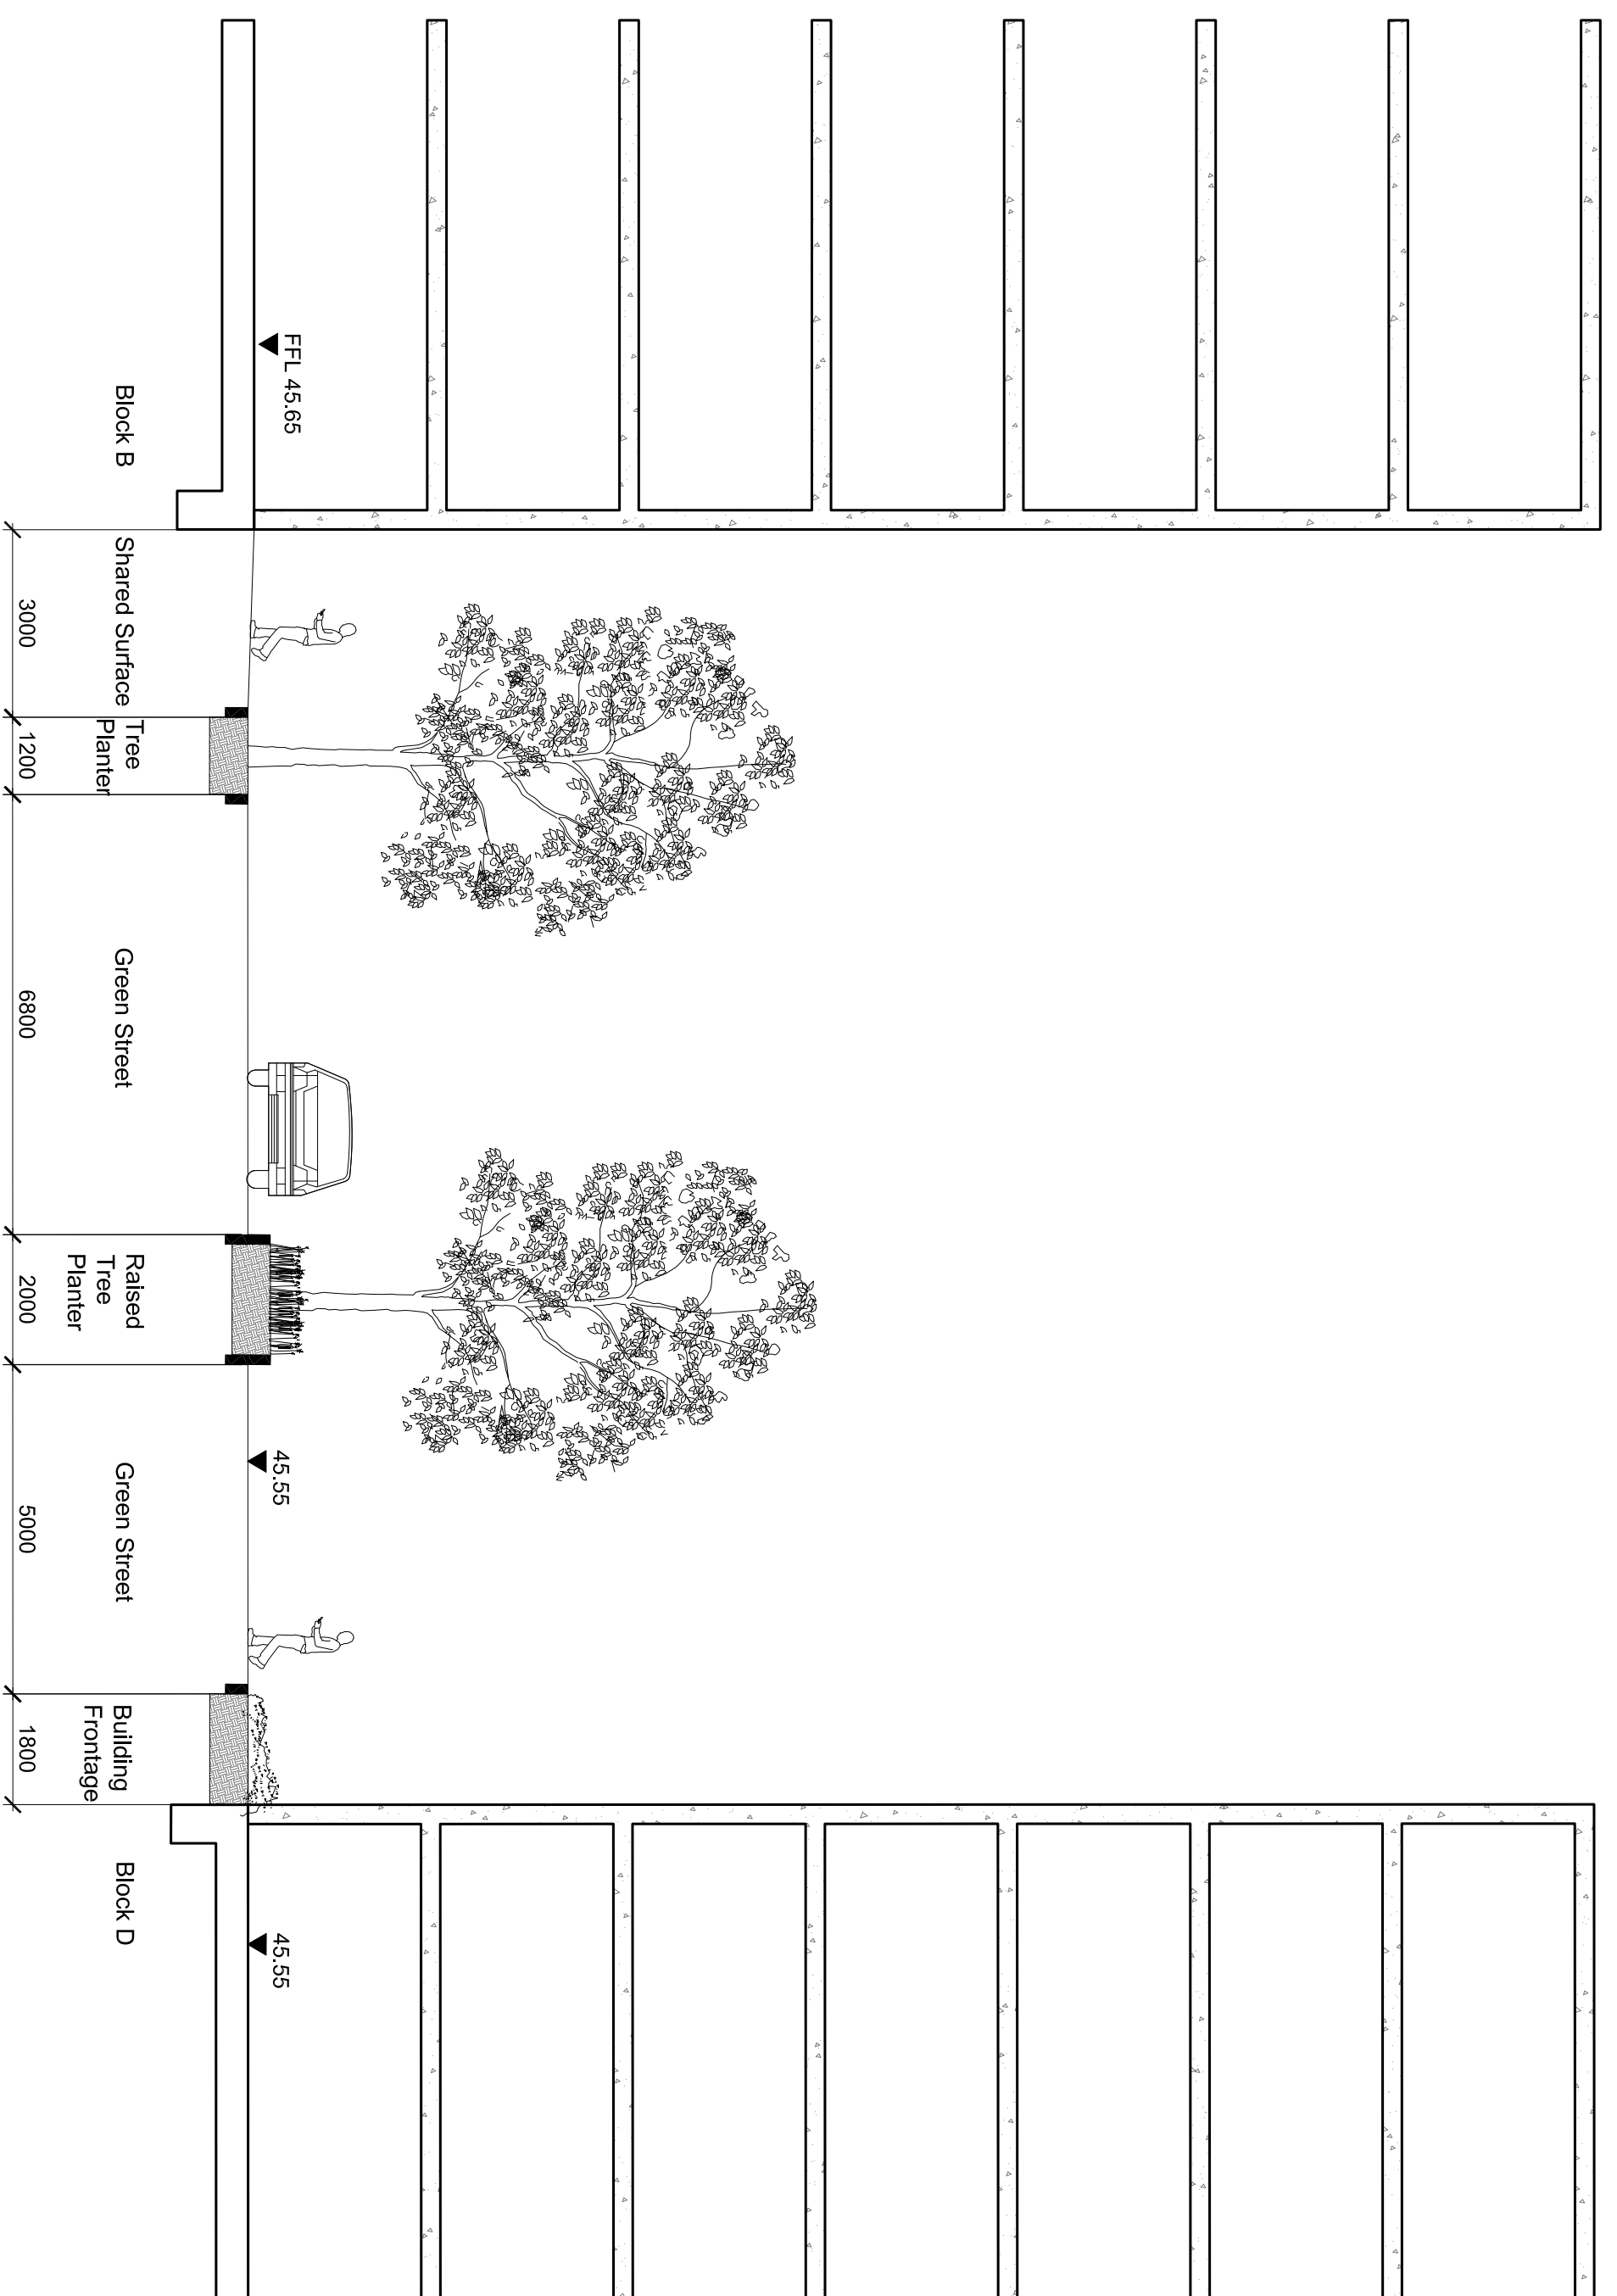 FFL 45.65
45.55
45.55
Block B
Shared Surface
Tree
Planter
Green Street
Raised
Tree
Planter
Green Street
Building
Frontage
Block D
3000
1200
6800
2000
5000
1800